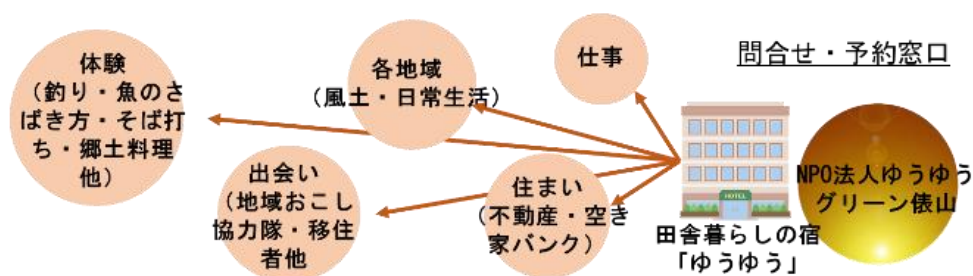 体験
（釣り・魚のさ
ばき方・そば打
ち・郷土料理
他）
各地域
（風土・日常生活）
仕事
問合せ・予約窓口
出会い
（地域おこし
協力隊・移住
者他
住まい
（不動産・空き
家バンク）
HOTEL
田舎暮らしの宿
「ゆうゆう」
NPO法人ゆうゆう
グリーン俵山